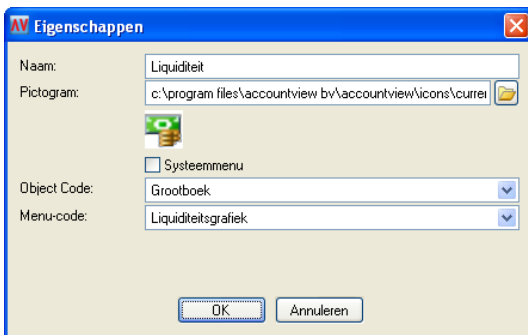 AV Eigenschappen
Naam: Liquiditeit
Pictogram: c:\program files\accountview bv\accountview\icons\currer
Systeemmenu
Object Code: Grootboek
Menu-code: Liquiditeitsgrafiek
OK Annuleren